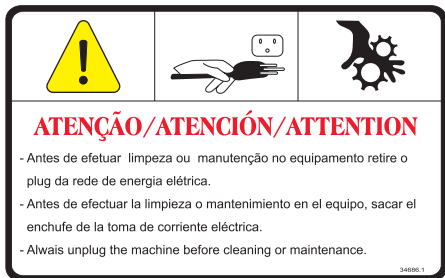 ATENÇÃO/ATENCIÓN/ATTENTION
- Antes de efetuar limpeza ou manutenção no equipamento retire o
plug da rede de energia elétrica.
- Antes de efectuar la limpieza o mantenimiento en el equipo, sacar el
enchufe de la toma de corriente eléctrica.
- Alwais unplug the machine before cleaning or maintenance.
34686.1